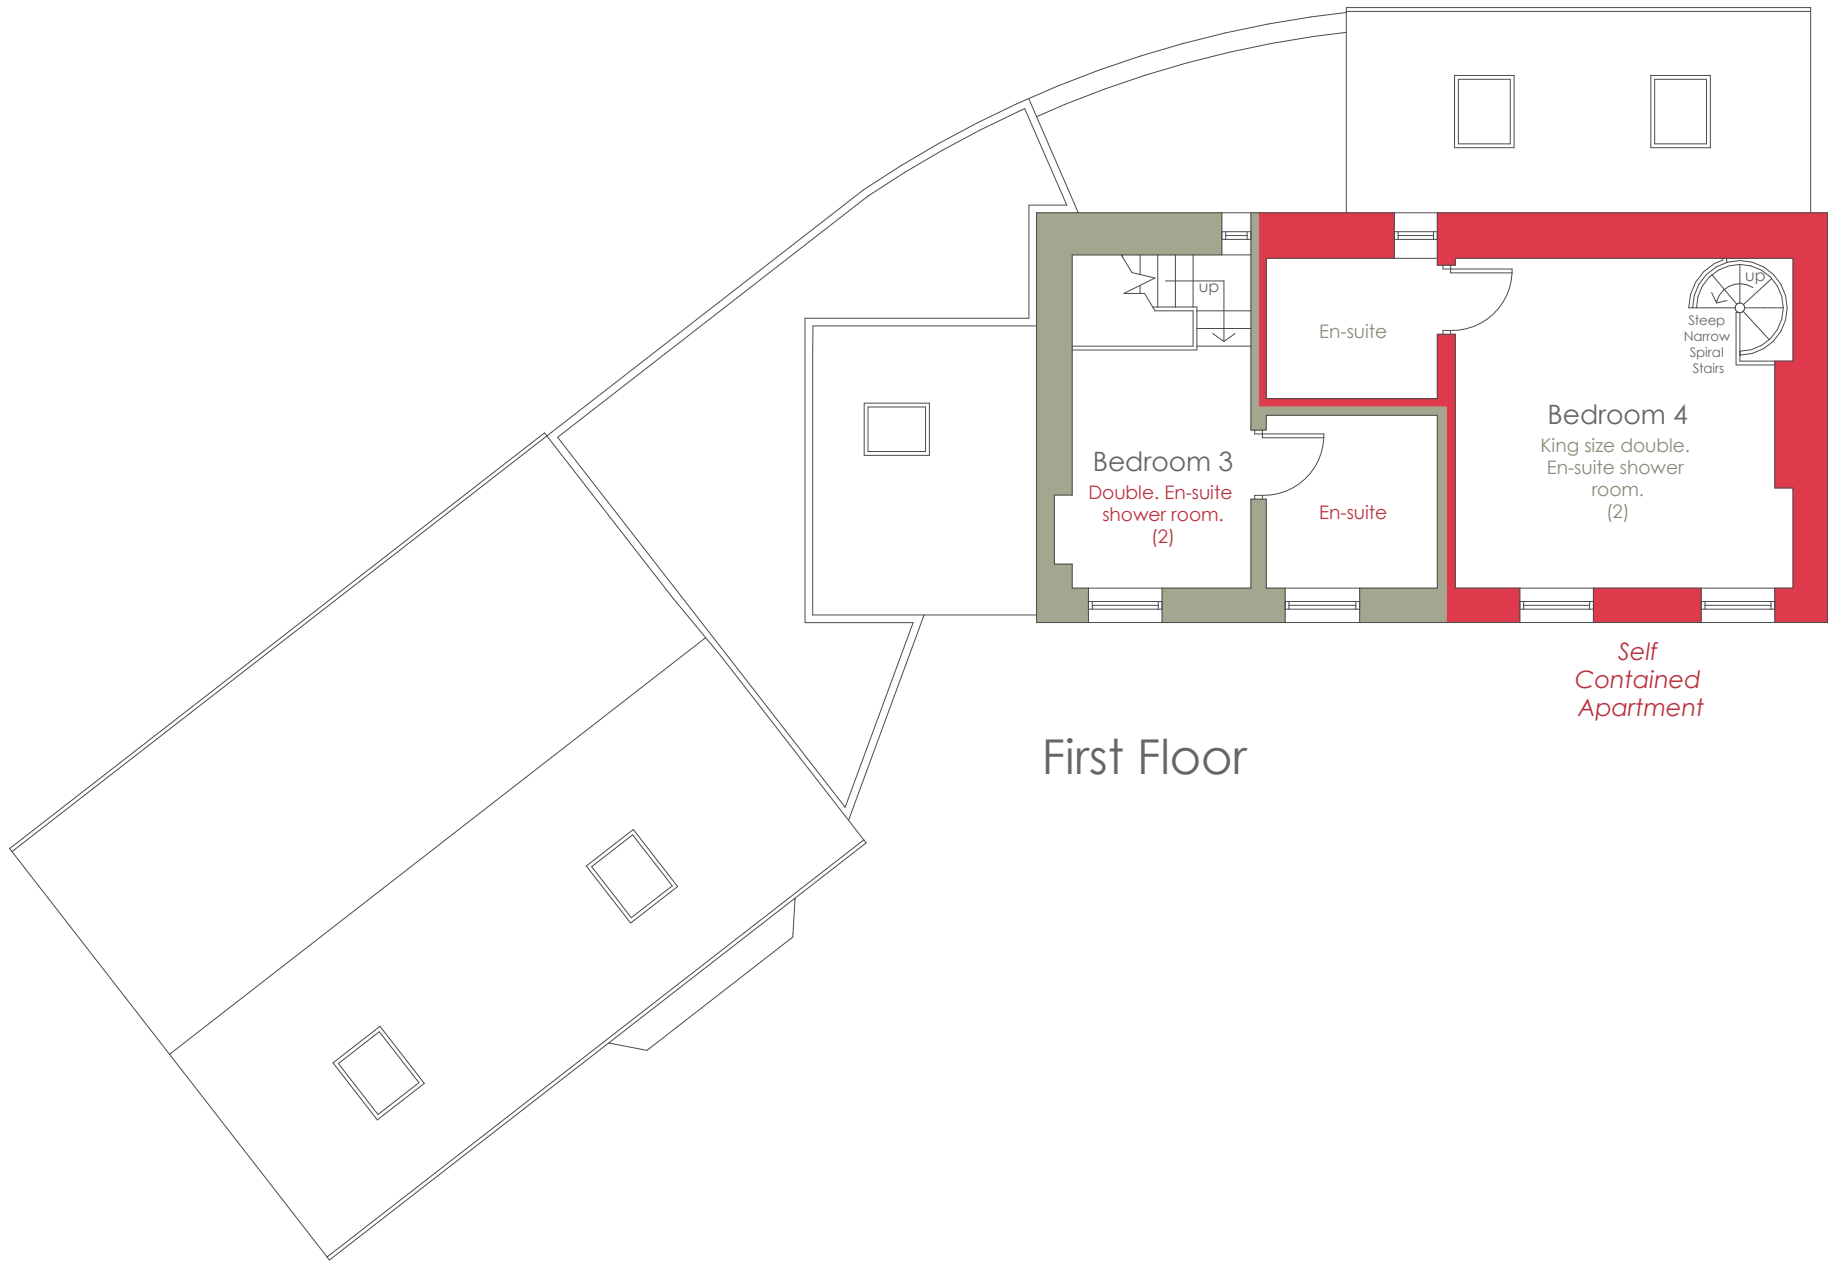 up
up
Steep
Narrow
Spiral
Stairs
En-suite
Bedroom 4
King size double.
En-suite shower
room.
(2)
Bedroom 3
Double. En-suite
shower room.
(2)
En-suite
Self
Contained
Apartment
First Floor